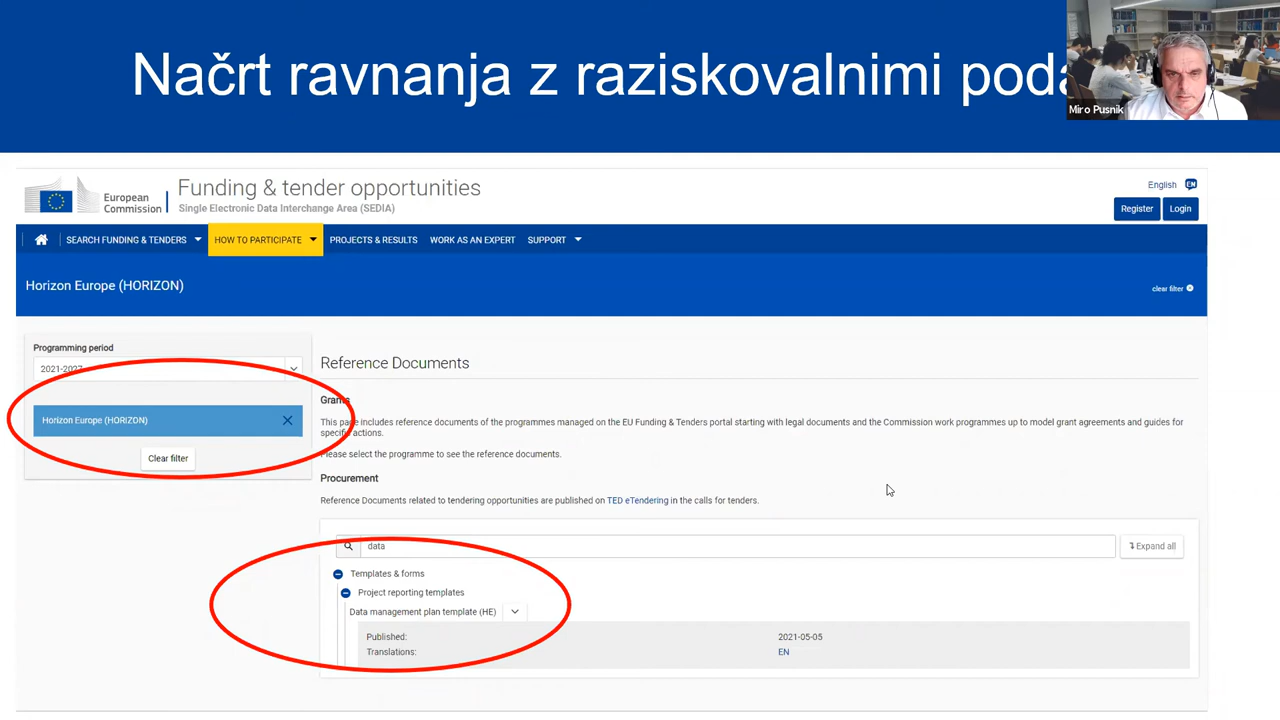 Načrt ravnanja z raziskovalnimi
Miro Pusnik
European
Commission
Funding & tender opportunities
Single Electronic Data Interchange Area (SEDIA)
English EN
Register Login
SEARCH FUNDING & TENDERS HOW TO PARTICIPATE PROJECTS & RESULTS WORK AS AN EXPERT SUPPORT
Horizon Europe (HORIZON)
clear filter
Programming period
2021-2027
Horizon Europe (HORIZON)
Clear filter
Reference Documents
Grants
This page includes reference documents of the programmes managed on the EU Funding & Tenders portal starting with legal documents and the Commission work programmes up to model grant agreements and guides for
specific actions.
Please select the programme to see the reference documents.
Procurement
Reference Documents related to tendering opportunities are published on TED eTendering in the calls for tenders.
data
Expand all
Templates & forms
Project reporting templates
Data management plan template (HE)
Published: 2021-05-05
Translations: EN